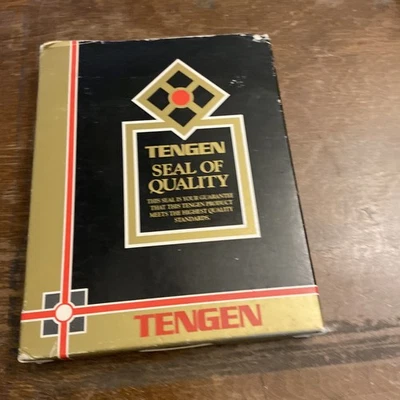 TENGEN
SEAL OF
QUALITY
THIS SEAL IS YOUR GUARANTEE
THAT THIS TENGEN PRODUCT
MEETS THE HIGHEST QUALITY
STANDARDS.
TENGEN